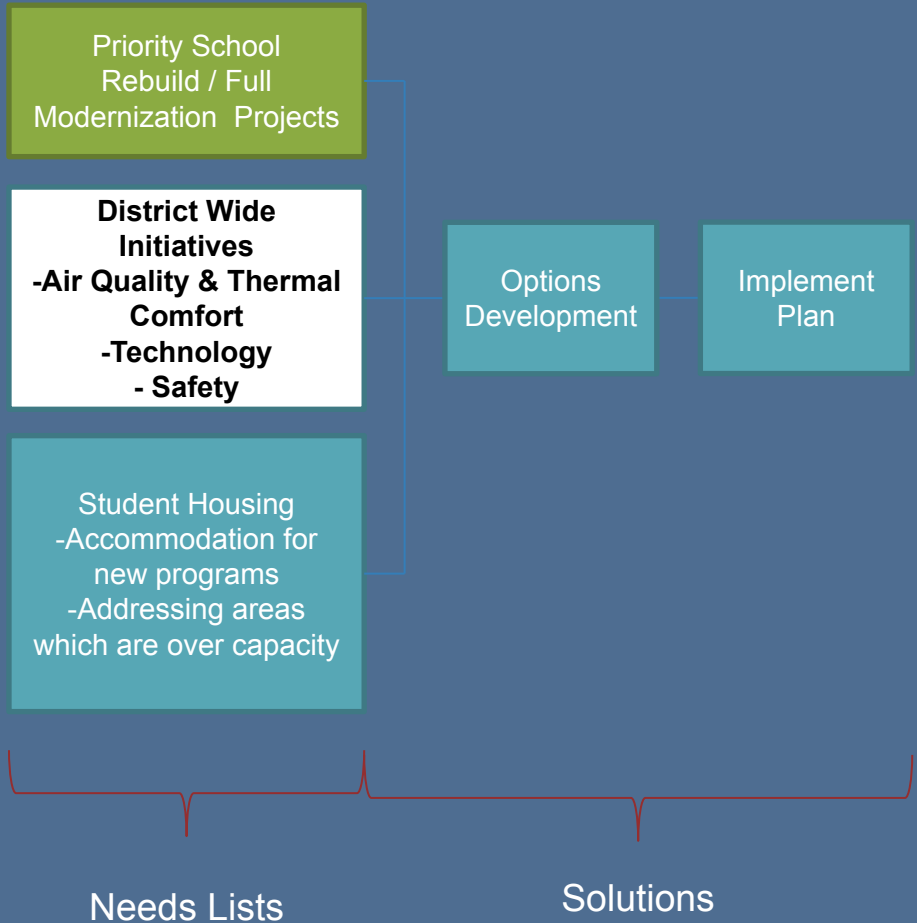 Priority School
Rebuild / Full
Modernization Projects
District Wide
Initiatives
-Air Quality & Thermal
Comfort
-Technology
- Safety
Options
Development
Implement
Plan
Student Housing
-Accommodation for
new programs
-Addressing areas
which are over capacity
Needs Lists
Solutions